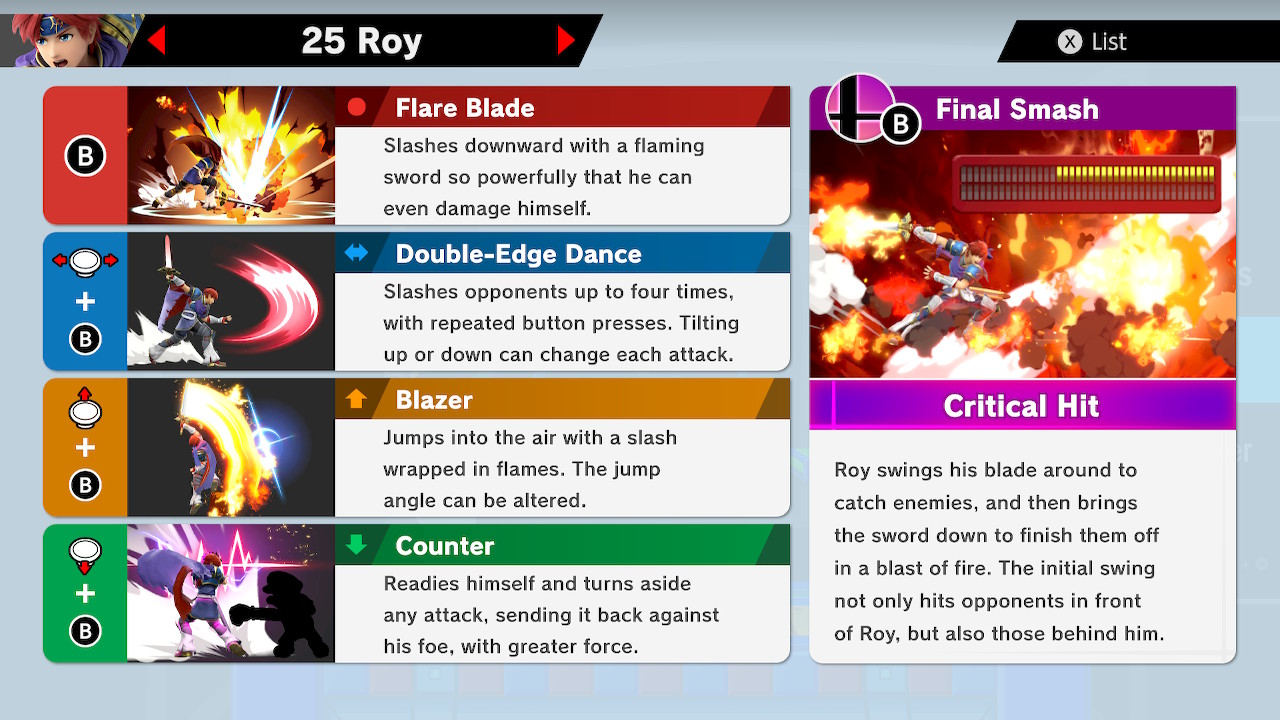 25 Roy
X List
B
Flare Blade
Slashes downward with a flaming
sword so powerfully that he can
even damage himself.
+
B
Double-Edge Dance
Slashes opponents up to four times,
with repeated button presses. Tilting
up or down can change each attack.
+
B
Blazer
Jumps into the air with a slash
wrapped in flames. The jump
angle can be altered.
+
B
Counter
Readies himself and turns aside
any attack, sending it back against
his foe, with greater force.
B
Final Smash
Critical Hit
Roy swings his blade around to
catch enemies, and then brings
the sword down to finish them off
in a blast of fire. The initial swing
not only hits opponents in front
of Roy, but also those behind him.